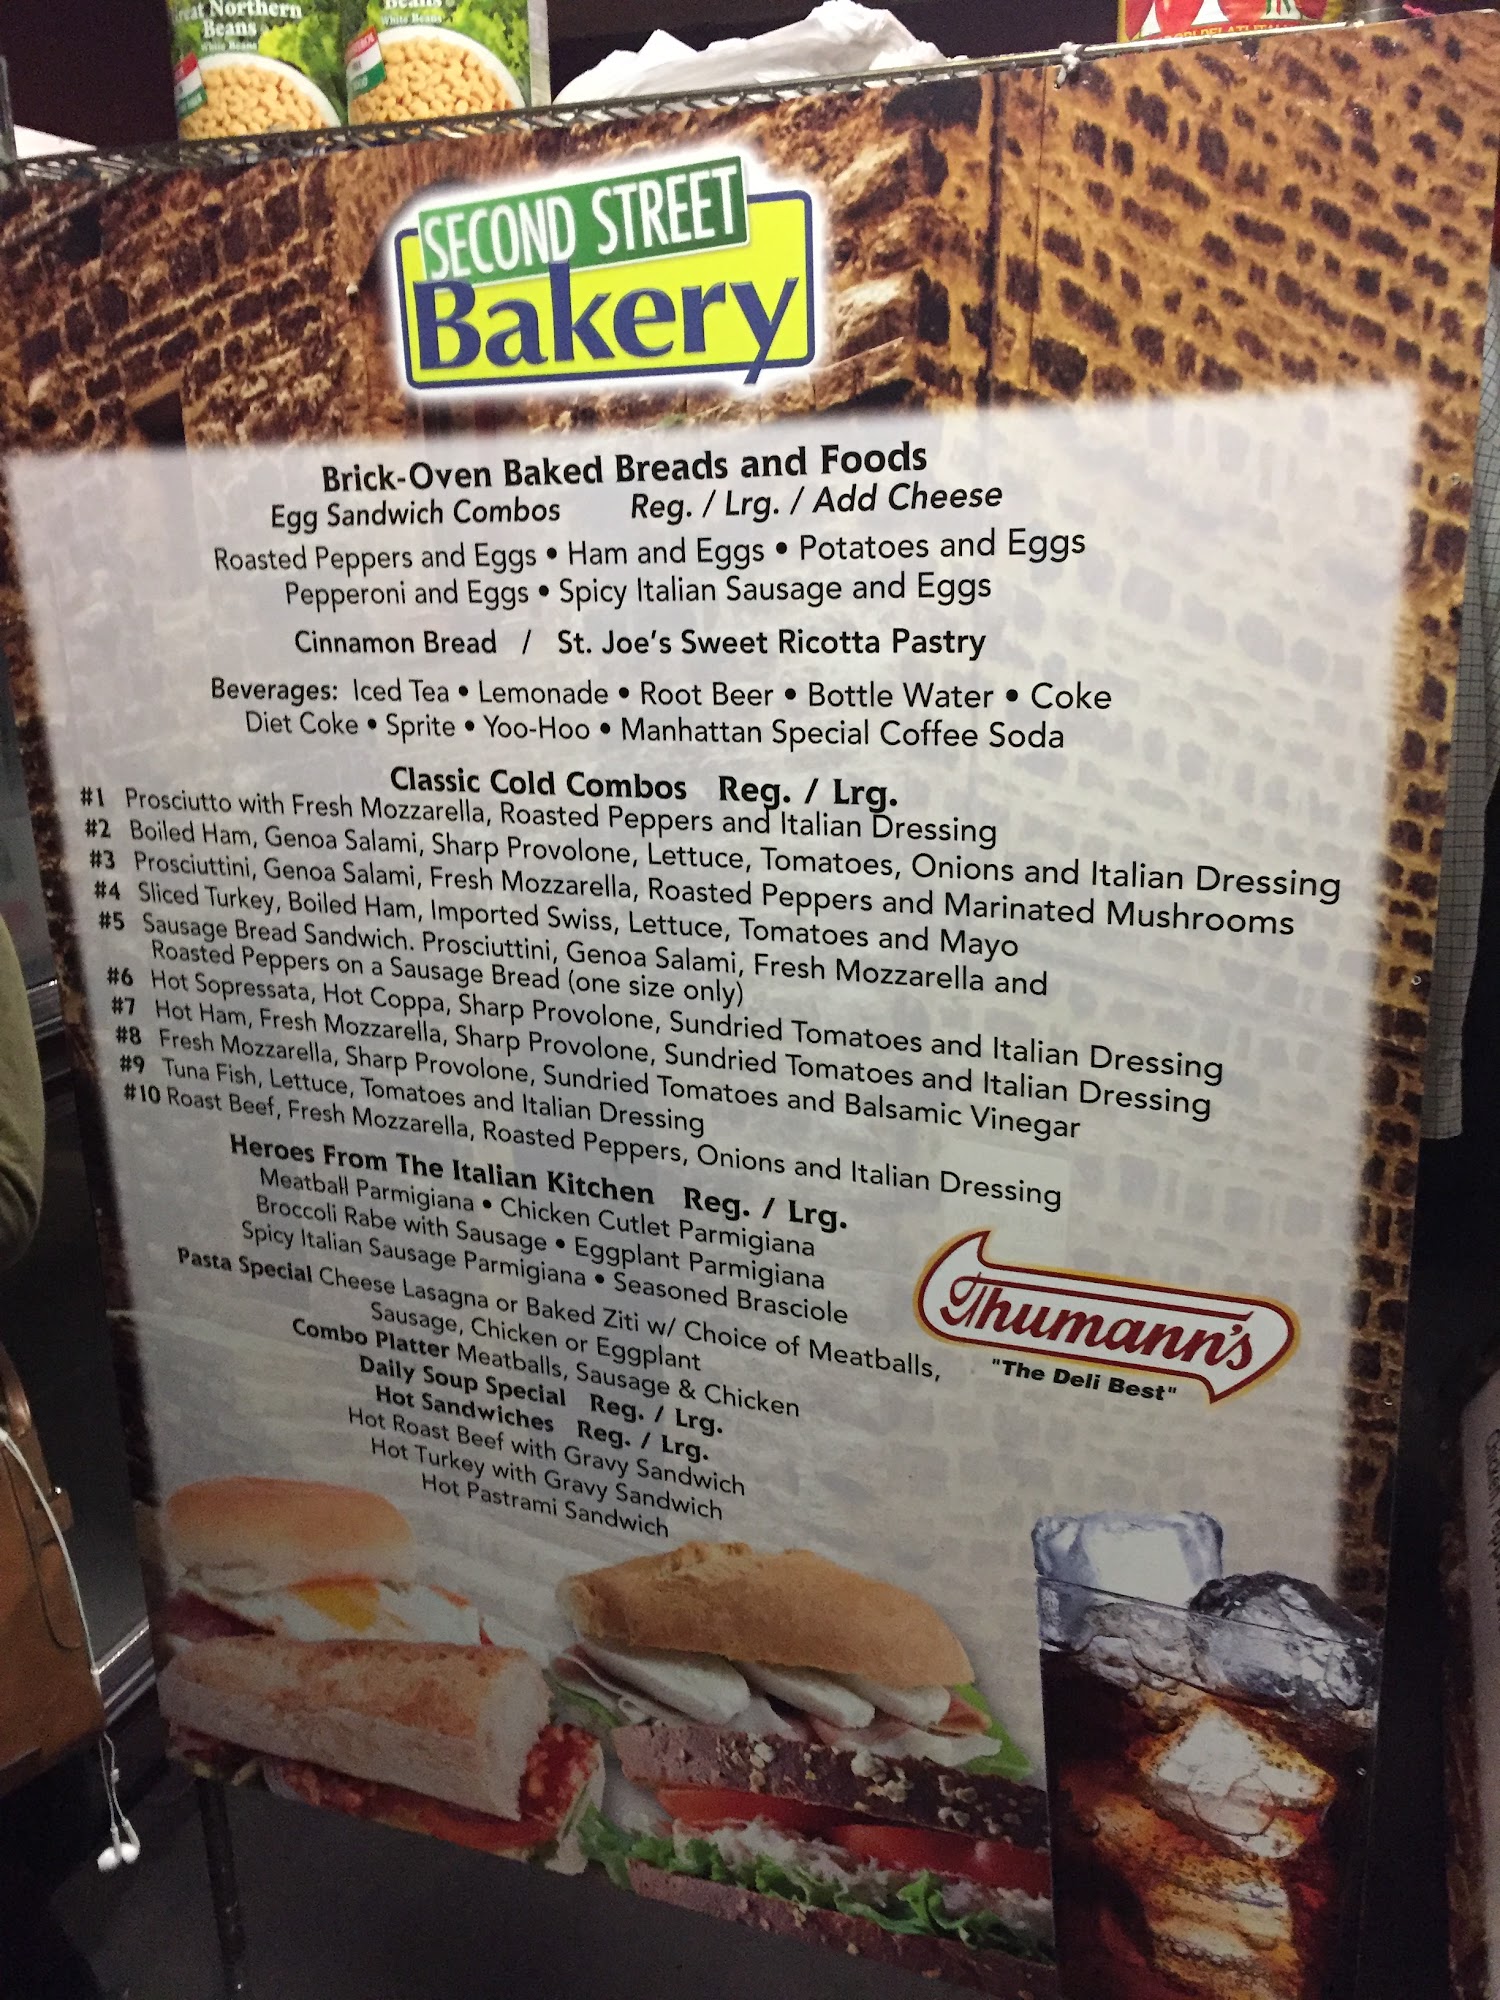 Great Northern
Beans
White Beans
Beans
White Beans
SECOND STREET
Bakery
Brick-Oven Baked Breads and Foods
Egg Sandwich Combos Reg. / Lrg. / Add Cheese
Roasted Peppers and Eggs • Ham and Eggs • Potatoes and Eggs
Pepperoni and Eggs • Spicy Italian Sausage and Eggs
Cinnamon Bread / St. Joe's Sweet Ricotta Pastry
Beverages: Iced Tea • Lemonade • Root Beer • Bottle Water • Coke
Diet Coke • Sprite • Yoo-Hoo • Manhattan Special Coffee Soda
Classic Cold Combos Reg. / Lrg.
#1 Prosciutto with Fresh Mozzarella, Roasted Peppers and Italian Dressing
#2 Boiled Ham, Genoa Salami, Sharp Provolone, Lettuce, Tomatoes, Onions and Italian Dressing
#3 Prosciuttini, Genoa Salami, Fresh Mozzarella, Roasted Peppers and Marinated Mushrooms
#4 Sliced Turkey, Boiled Ham, Imported Swiss, Lettuce, Tomatoes and Mayo
#5 Sausage Bread Sandwich. Prosciuttini, Genoa Salami, Fresh Mozzarella and
Roasted Peppers on a Sausage Bread (one size only)
#6 Hot Sopressata, Hot Coppa, Sharp Provolone, Sundried Tomatoes and Italian Dressing
#7 Hot Ham, Fresh Mozzarella, Sharp Provolone, Sundried Tomatoes and Italian Dressing
#8 Fresh Mozzarella, Sharp Provolone, Sundried Tomatoes and Balsamic Vinegar
#9 Tuna Fish, Lettuce, Tomatoes and Italian Dressing
#10 Roast Beef, Fresh Mozzarella, Roasted Peppers, Onions and Italian Dressing
Heroes From The Italian Kitchen Reg. / Lrg.
Meatball Parmigiana • Chicken Cutlet Parmigiana
Broccoli Rabe with Sausage • Eggplant Parmigiana
Spicy Italian Sausage Parmigiana • Seasoned Brasciole
Pasta Special Cheese Lasagna or Baked Ziti w/ Choice of Meatballs,
Sausage, Chicken or Eggplant
Combo Platter Meatballs, Sausage & Chicken
Daily Soup Special Reg. / Lrg.
Hot Sandwiches Reg. / Lrg.
Hot Roast Beef with Gravy Sandwich
Hot Turkey with Gravy Sandwich
Hot Pastrami Sandwich
Thumann's
"The Deli Best"